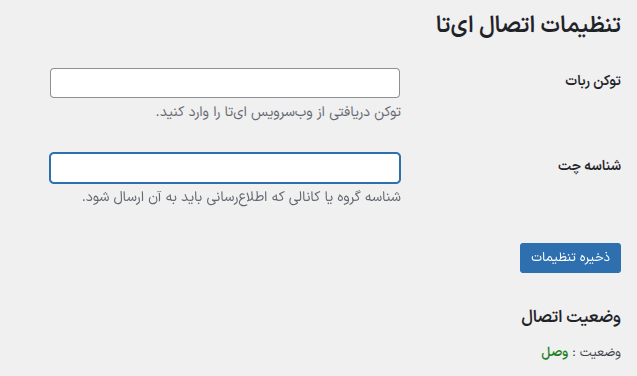 تنظیمات اتصال ای‌تا
توکن ربات
توکن دریافتی از وب‌سرویس ای‌تا را وارد کنید.
شناسه چت
شناسه گروه یا کانالی که اطلاع‌رسانی باید به آن ارسال شود.
ذخیره تنظیمات
وضعیت اتصال
وضعیت : وصل